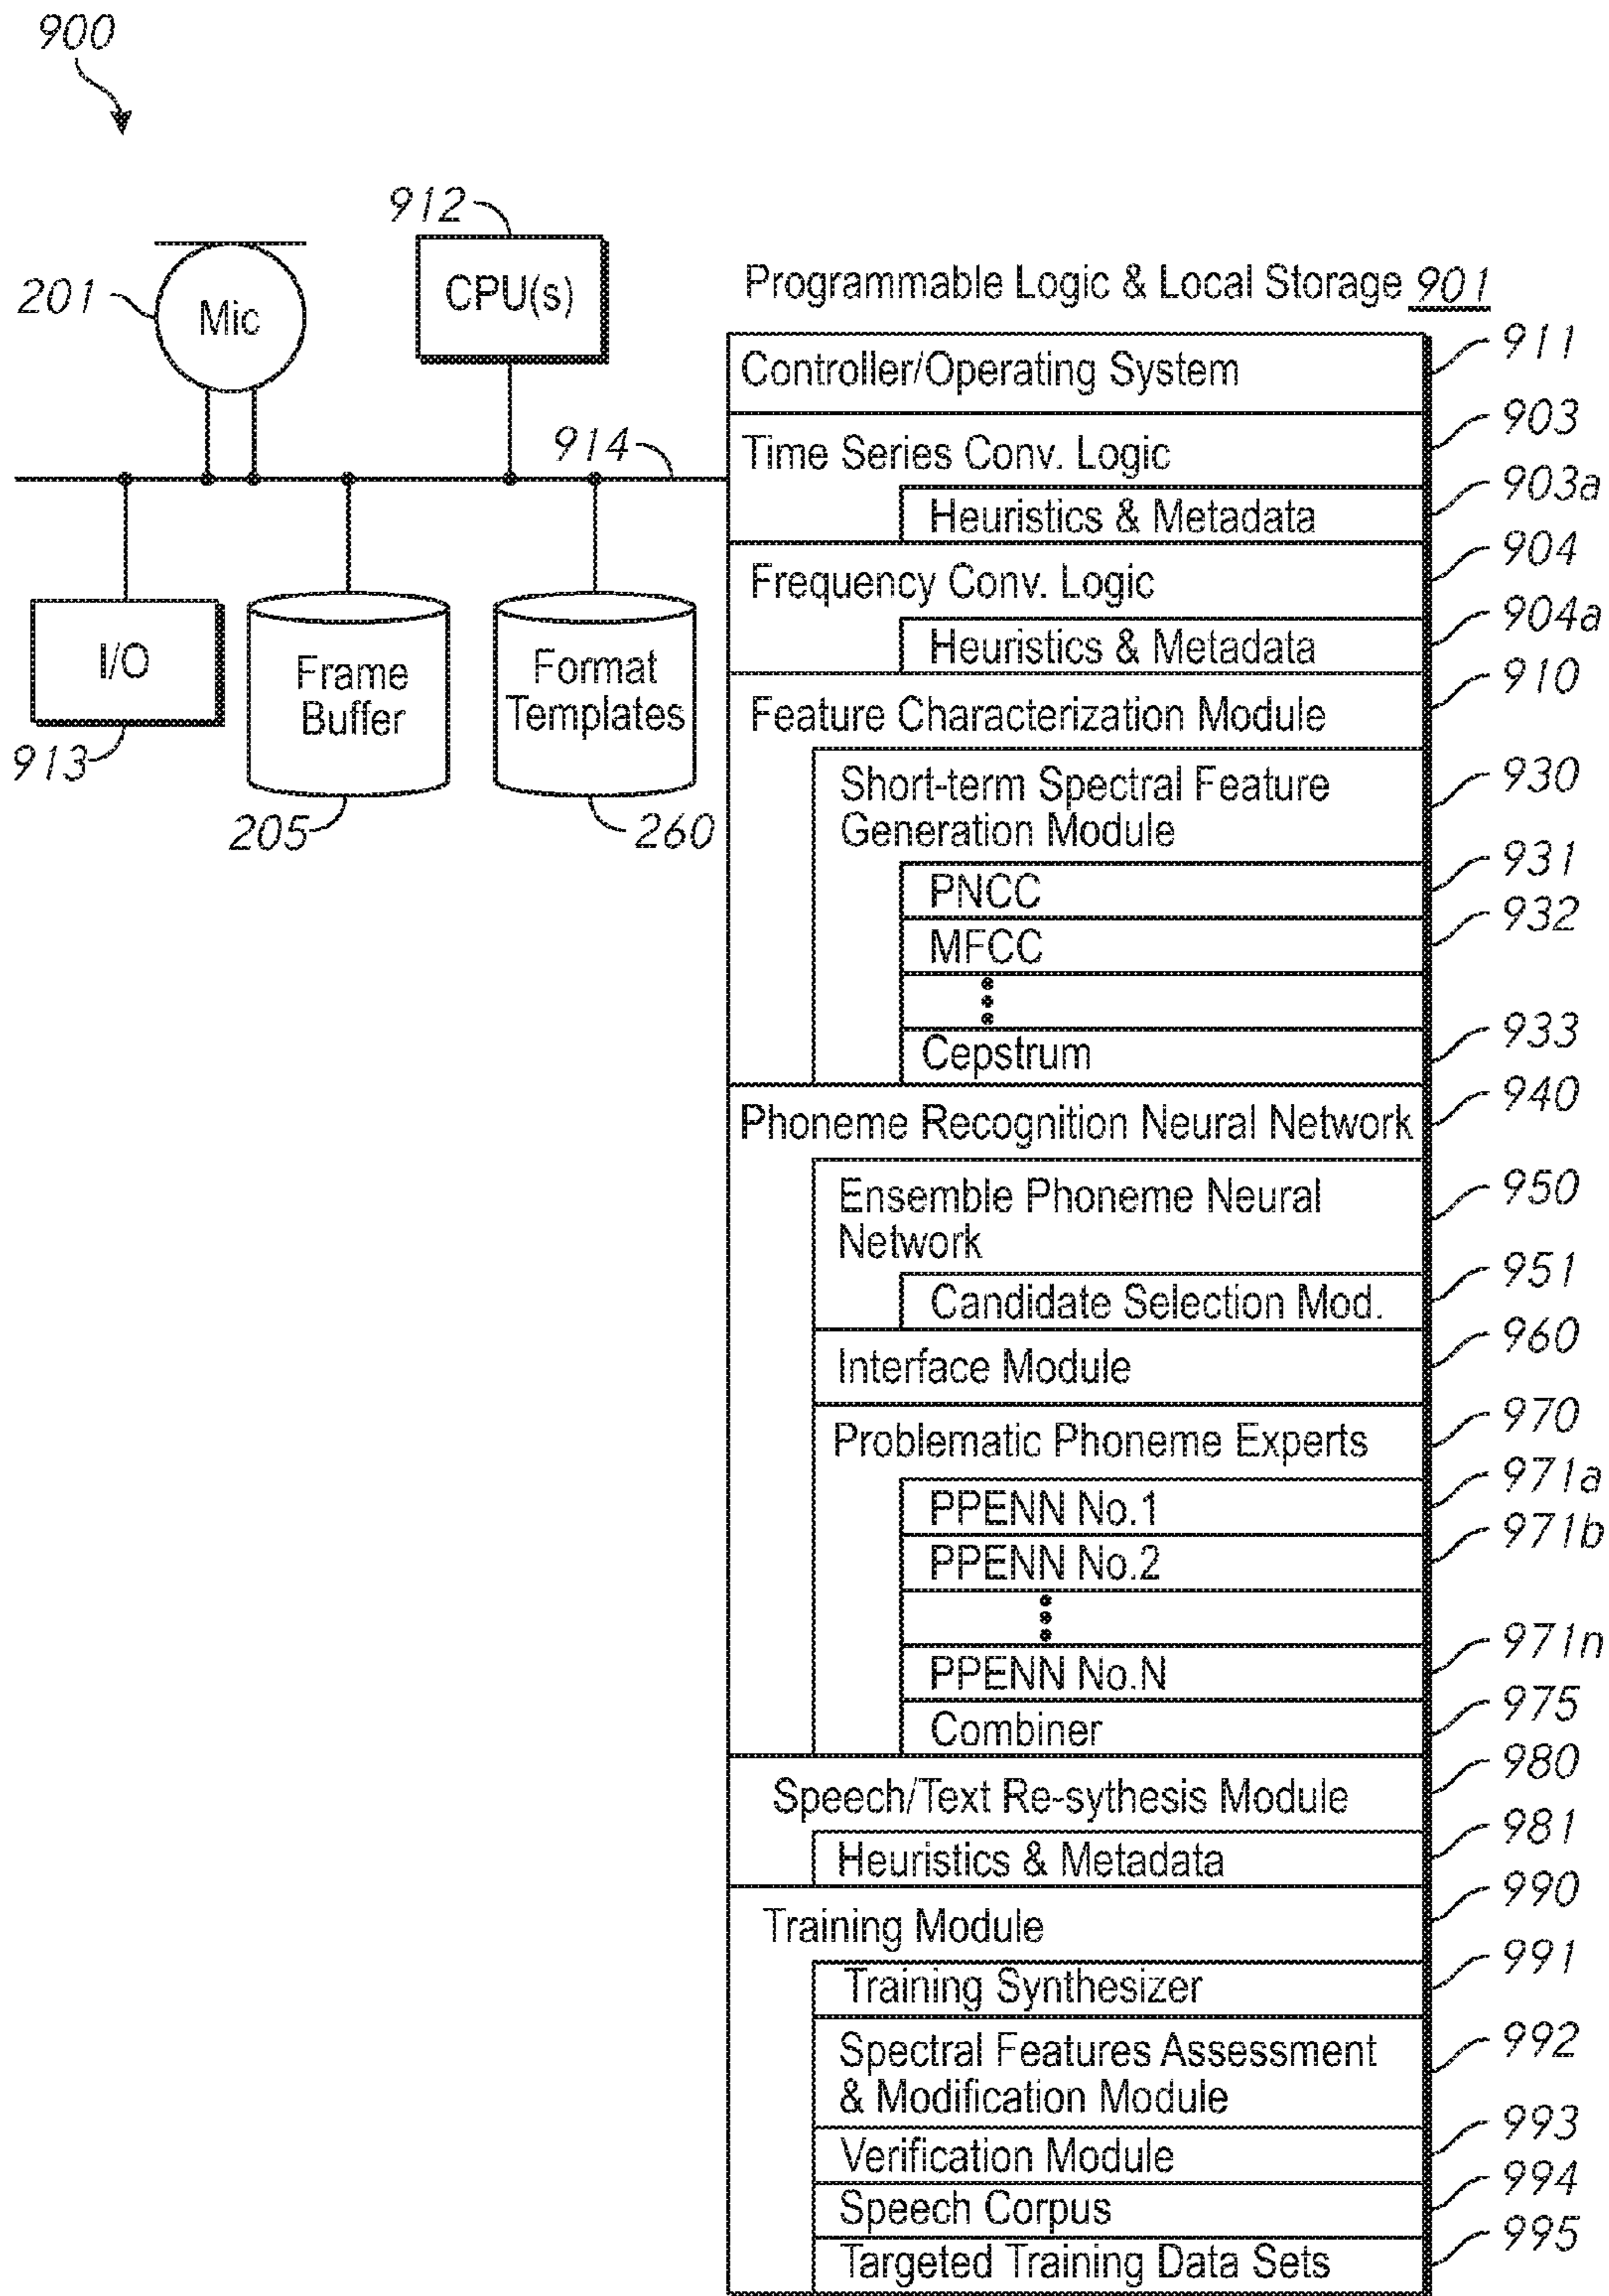 900
912
201
Mic
CPU(s)
914
I/O
913
Frame
Buffer
205
Format
Templates
260
Programmable Logic & Local Storage 901
Controller/Operating System
911
Time Series Conv. Logic
903
Heuristics & Metadata
903a
Frequency Conv. Logic
904
Heuristics & Metadata
904a
Feature Characterization Module
910
Short-term Spectral Feature
Generation Module
930
PNCC
931
MFCC
932
Cepstrum
933
Phoneme Recognition Neural Network
940
Ensemble Phoneme Neural
Network
950
Candidate Selection Mod.
951
Interface Module
960
Problematic Phoneme Experts
970
PPENN No.1
971a
PPENN No.2
971b
PPENN No.N
971n
Combiner
975
Speech/Text Re-sythesis Module
980
Heuristics & Metadata
981
Training Module
990
Training Synthesizer
991
Spectral Features Assessment
& Modification Module
992
Verification Module
993
Speech Corpus
994
Targeted Training Data Sets
995